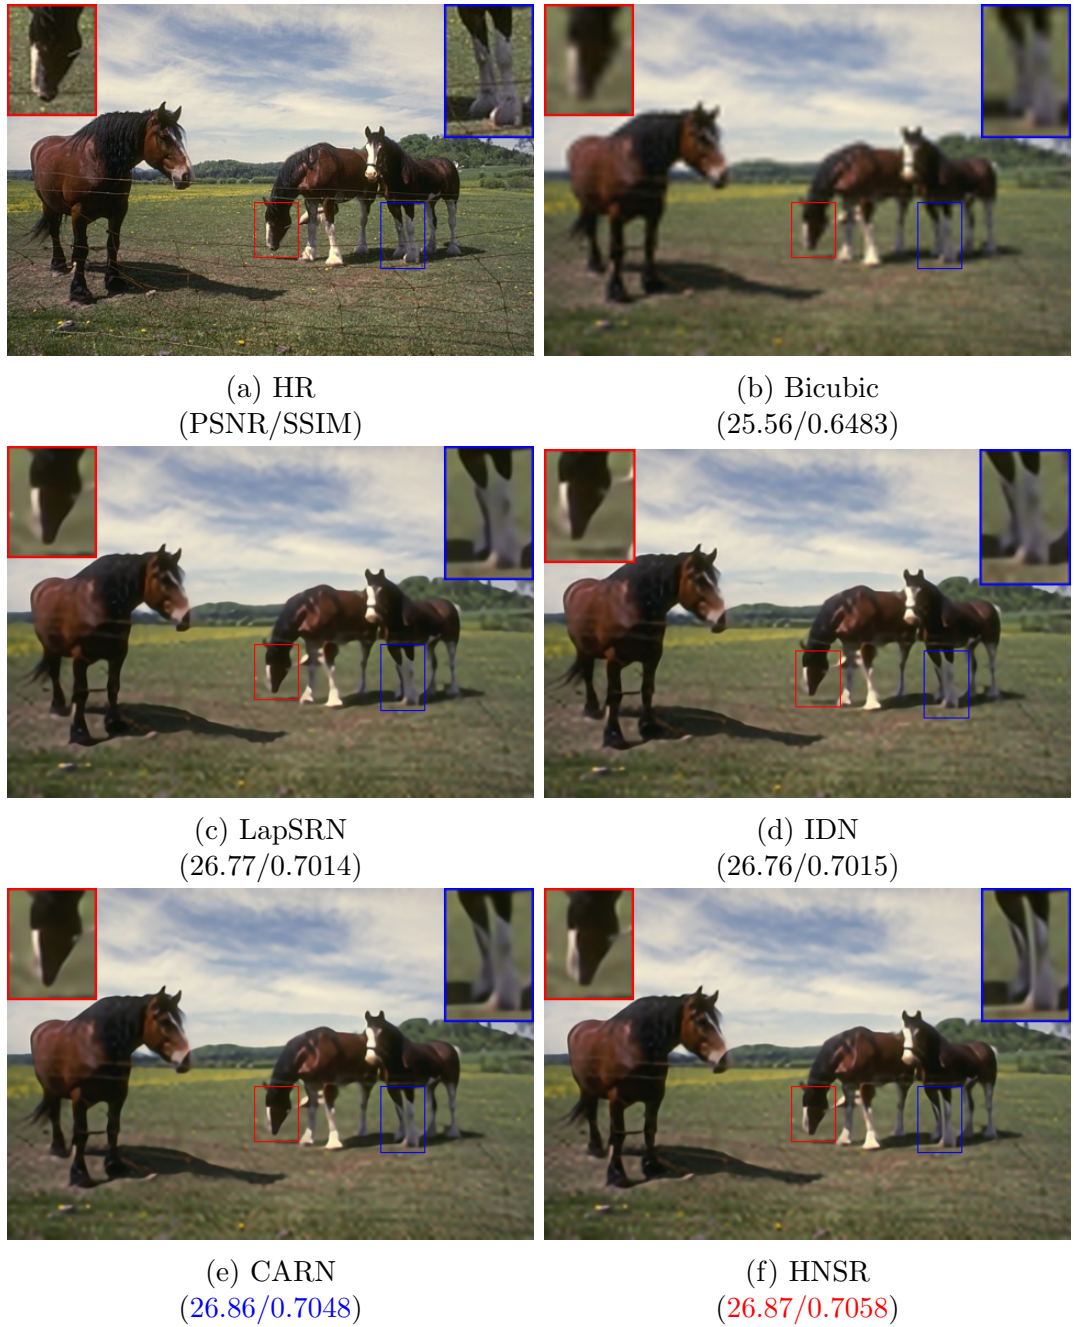 (a) HR
(PSNR/SSIM)
(b) Bicubic
(25.56/0.6483)
(c) LapSRN
(26.77/0.7014)
(d) IDN
(26.76/0.7015)
(e) CARN
(26.86/0.7048)
(f) HNSR
(26.87/0.7058)